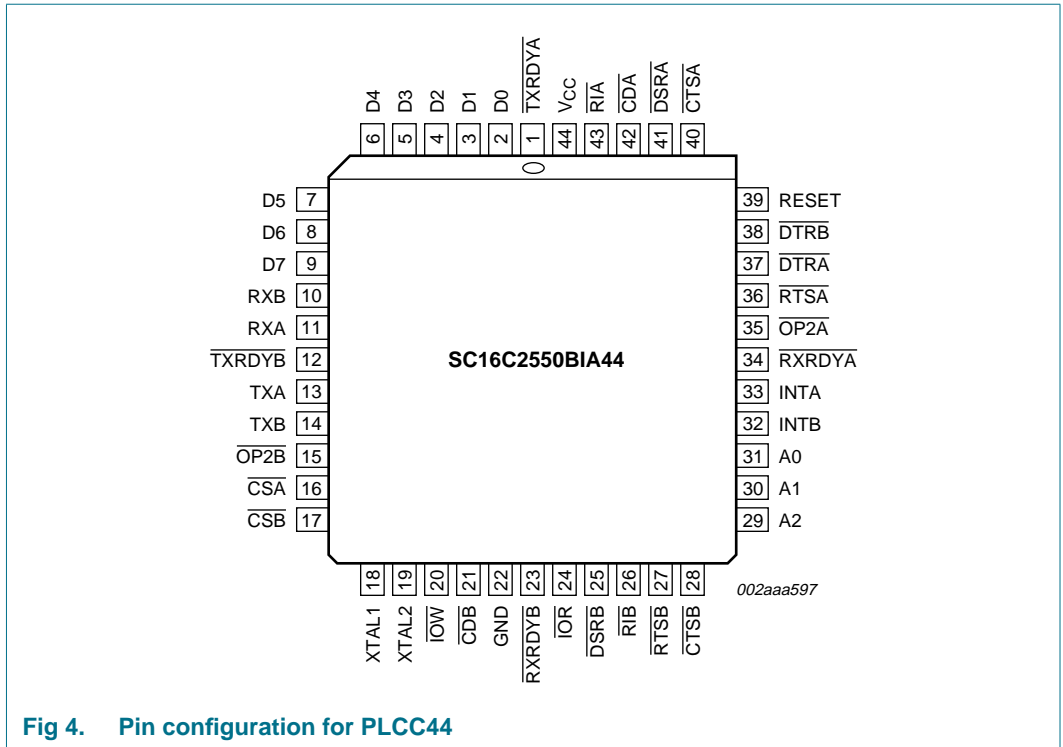 D4 D3 D2 D1 D0 TXRDYA VCC RIA CDA DSRA CTSA
6 5 4 3 2 1 44 43 42 41 40
D5 7 39 RESET
D6 8 38 DTRB
D7 9 37 DTRA
RXB 10 36 RTSA
RXA 11 35 OP2A
TXRDYB 12 SC16C2550BIA44 34 RXRDYA
TXA 13 33 INTA
TXB 14 32 INTB
OP2B 15 31 A0
CSA 16 30 A1
CSB 17 29 A2
18 19 20 21 22 23 24 25 26 27 28
XTAL1 XTAL2 IOW CDB GND RXRDYB IOR DSRB RIB RTSB CTSB
002aaa597
Fig 4. Pin configuration for PLCC44